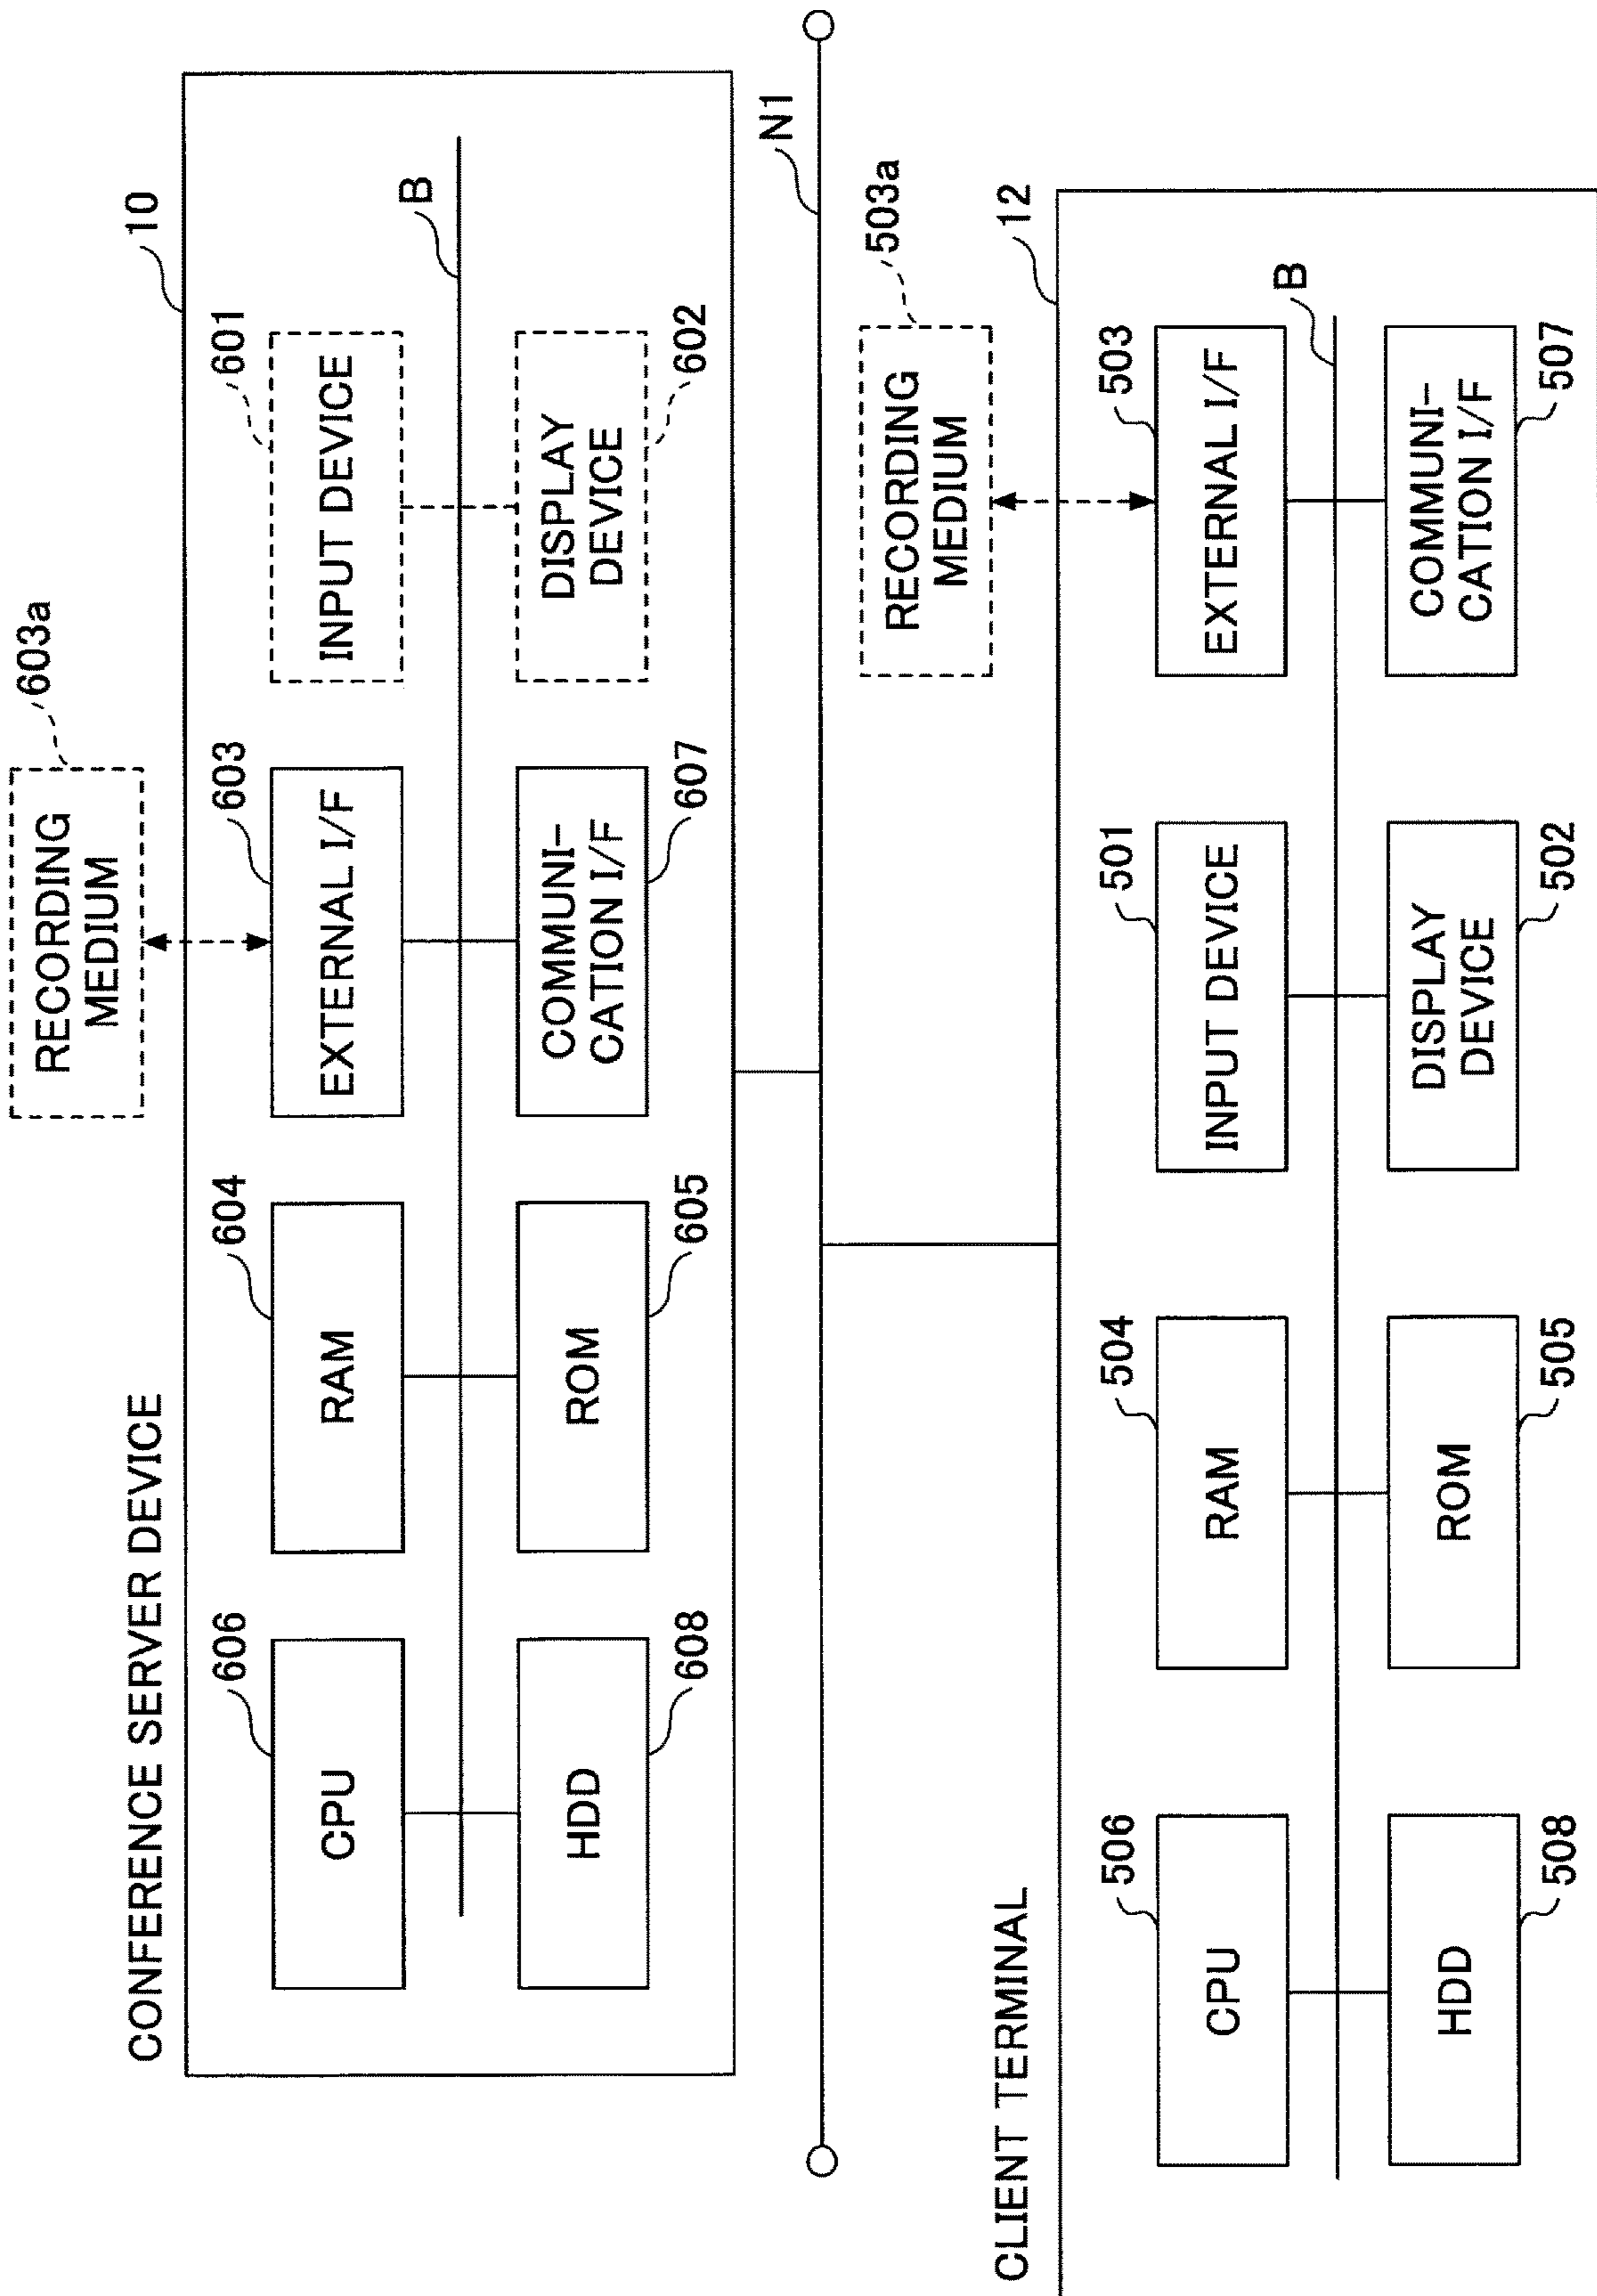 CONFERENCE SERVER DEVICE
10
RECORDING
MEDIUM
603a
606
604
603
601
CPU
RAM
EXTERNAL I/F
INPUT DEVICE
B
HDD
ROM
COMMUNI-
CATION I/F
DISPLAY
DEVICE
608
605
607
602
N1
RECORDING
MEDIUM
503a
CLIENT TERMINAL
12
506
504
501
503
CPU
RAM
INPUT DEVICE
EXTERNAL I/F
B
HDD
ROM
DISPLAY
DEVICE
COMMUNI-
CATION I/F
508
505
502
507